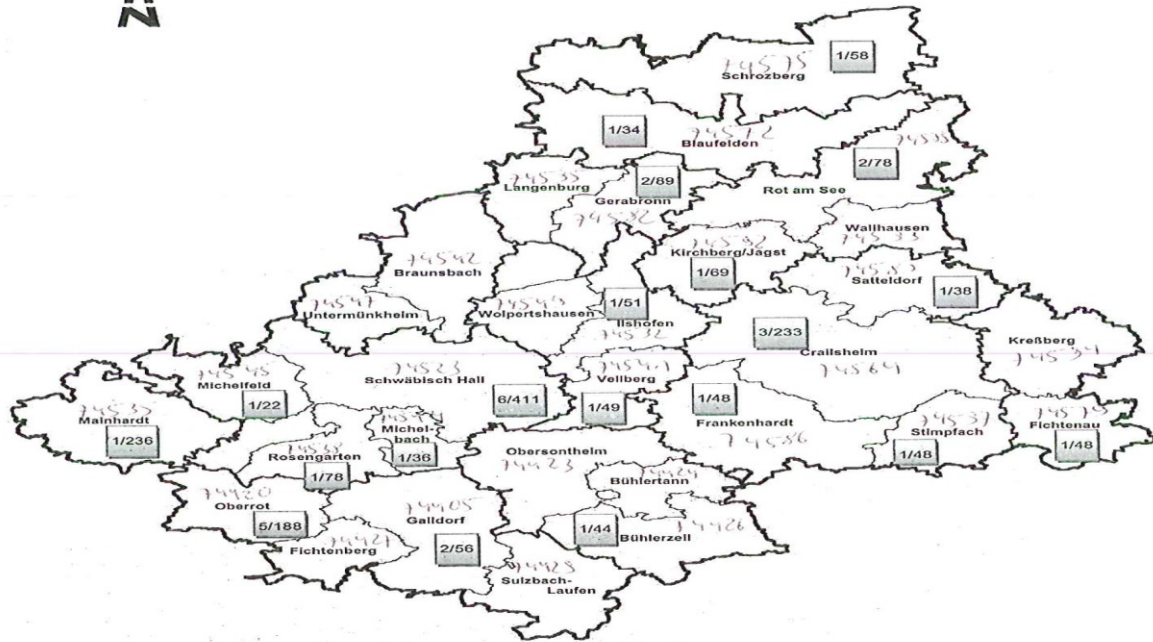 N
74575
Schrozberg
1/58
1/34
74572
Blaufelden
2/78
Langenburg
2/89
Gerabronn
74582
Rot am See
Wallhausen
74592
Kirchberg/Jagst
1/69
Satteldorf
1/38
74542
Braunsbach
74547
Untermünkheim
74549
Wolpertshausen
1/51
Ilshofen
74532
3/233
Crailsheim
74564
Kreßberg
74594
74545
Michelfeld
1/22
74523
Schwäbisch Hall
6/411
74541
Vellberg
1/49
1/48
Frankenhardt
74586
74535
Mainhardt
1/236
Michel-
bach
1/36
74538
Rosengarten
1/78
Stimpfach
1/48
74579
Fichtenau
1/48
Obersontheim
74423
74424
Bühlertann
74420
Oberrot
5/188
74405
Gaildorf
2/56
1/44
74426
Bühlerzell
74427
Fichtenberg
74429
Sulzbach-
Laufen